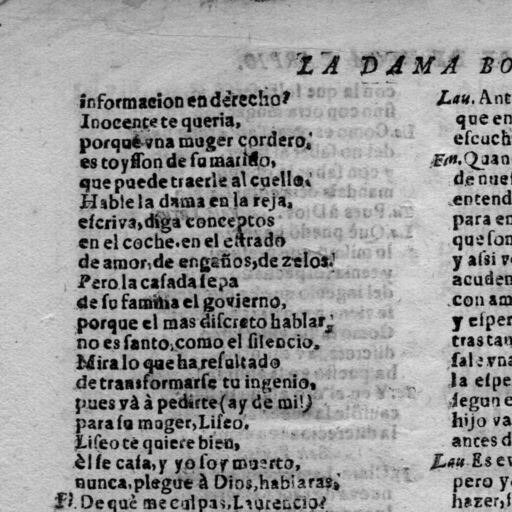 LA DAMA BO
informacion en derecho?
Inocente te queria,
porque vna muger cordero,
es toyſſon de ſu marido,
que puede traerle al cuello.
Hable la dama en la reja,
eſcriva, diga conceptos
en el coche, en el eſtrado
de amor, de engaños, de zelos.
Pero la caſada ſepa
de ſu familia el govierno,
porque el mas diſcreto hablar,
no es ſanto, como el ſilencio.
Mira lo que ha reſultado
de transformarſe tu ingenio,
pues và à pedirte (ay de mi!)
para ſu muger, Liſeo.
Liſeo te quiere bien,
èl ſe caſa, y yo ſoy muerto,
nunca, plegue à Dios, hablaras,
Fi. De què me culpas, Laurencio?
Lau. Ant
que en
eſcuch
Fin. Quan
de nueſ
entend
para en
que ſon
y aſsi v
acuden
con am
y eſper
tras tan
ſale vna
la eſpe
ſegun e
hijo va
ances d
Lau. Es ev
pero y
hazer, ſ